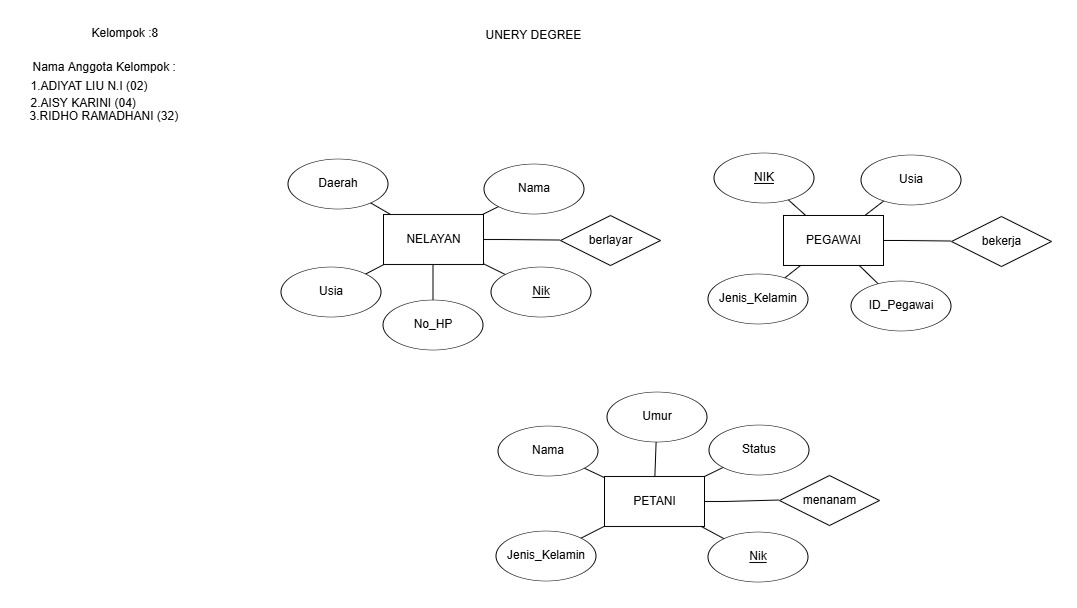 Kelompok :8
UNERY DEGREE
Nama Anggota Kelompok :
1.ADIYAT LIU N.I (02)
2.AISY KARINI (04)
3.RIDHO RAMADHANI (32)
Daerah
Nama
NELAYAN
berlayar
Usia
Nik
No_HP
NIK
Usia
PEGAWAI
bekerja
Jenis_Kelamin
ID_Pegawai
Umur
Nama
Status
PETANI
menanam
Jenis_Kelamin
Nik